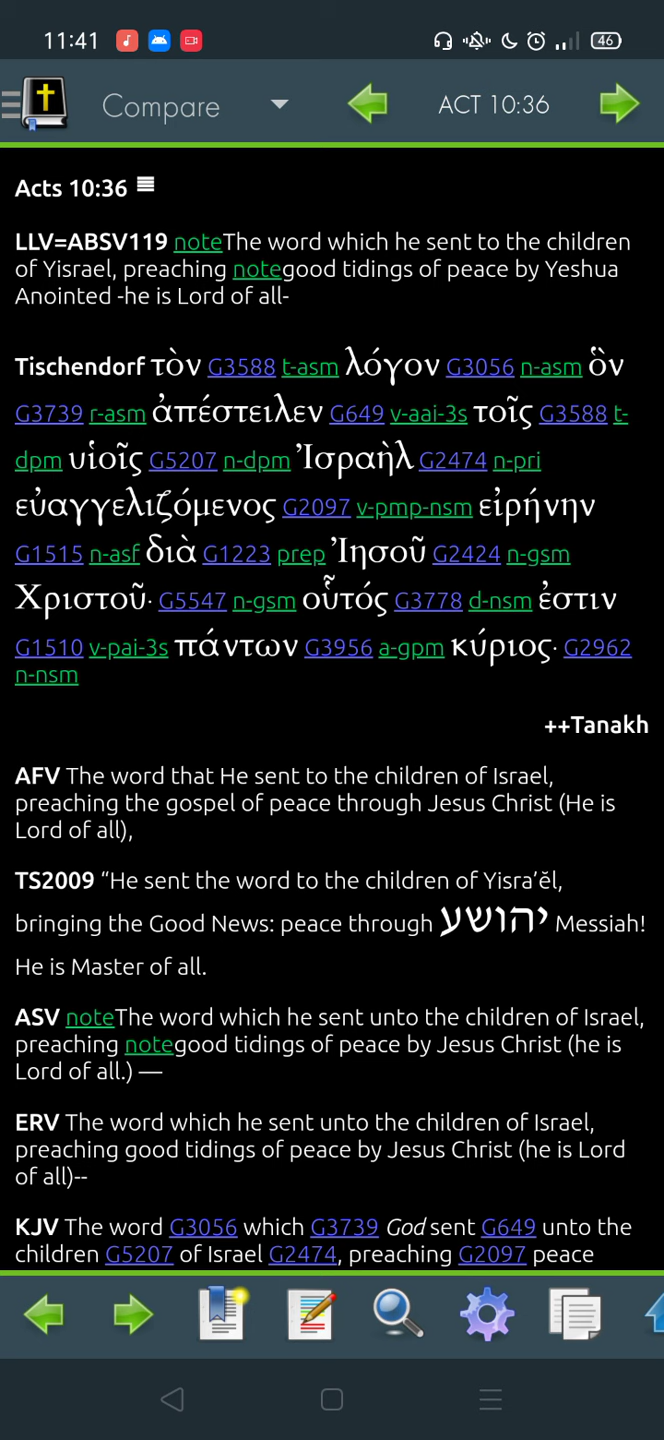 11:41
46
Compare
ACT 10:36
Acts 10:36
LLV=ABSV119 noteThe word which he sent to the children
of Yisrael, preaching notegood tidings of peace by Yeshua
Anointed -he is Lord of all-
Tischendorf τὸν G3588 t-asm λόγον G3056 n-asm ὃν
G3739 r-asm ἀπέστειλεν G649 v-aai-3s τοῖς G3588 t-
dpm υἱοῖς G5207 n-dpm Ἰσραὴλ G2474 n-pri
εὐαγγελιζόμενος G2097 v-pmp-nsm εἰρήνην
G1515 n-asf διὰ G1223 prep Ἰησοῦ G2424 n-gsm
Χριστοῦ· G5547 n-gsm οὗτός G3778 d-nsm ἐστιν
G1510 v-pai-3s πάντων G3956 a-gpm κύριος· G2962
n-nsm
++Tanakh
AFV The word that He sent to the children of Israel,
preaching the gospel of peace through Jesus Christ (He is
Lord of all),
TS2009 “He sent the word to the children of Yisra’ĕl,
bringing the Good News: peace through יהושע Messiah!
He is Master of all.
ASV noteThe word which he sent unto the children of Israel,
preaching notegood tidings of peace by Jesus Christ (he is
Lord of all.) —
ERV The word which he sent unto the children of Israel,
preaching good tidings of peace by Jesus Christ (he is Lord
of all)--
KJV The word G3056 which G3739 God sent G649 unto the
children G5207 of Israel G2474, preaching G2097 peace